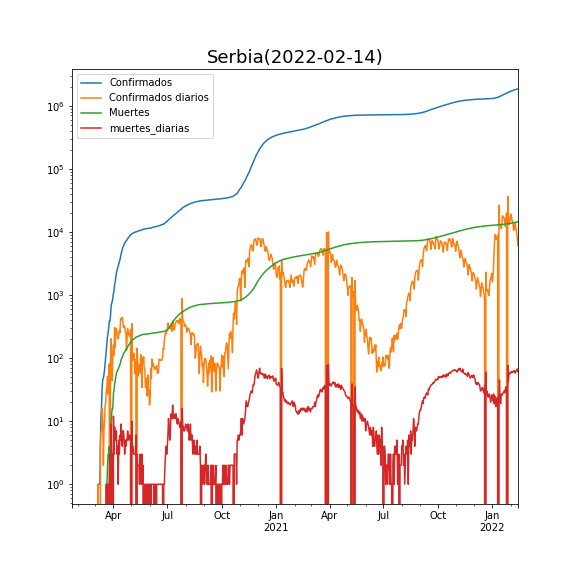 Serbia(2022-02-14)
Confirmados
Confirmados diarios
Muertes
muertes_diarias
10^6
10^5
10^4
10^3
10^2
10^1
10^0
Apr Jul Oct Jan Apr Jul Oct Jan
2021 2022